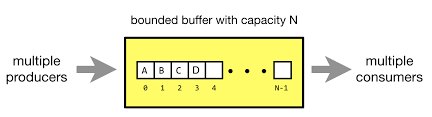 bounded buffer with capacity N
multiple
producers
A B C D
0 1 2 3 4 N-1
multiple
consumers